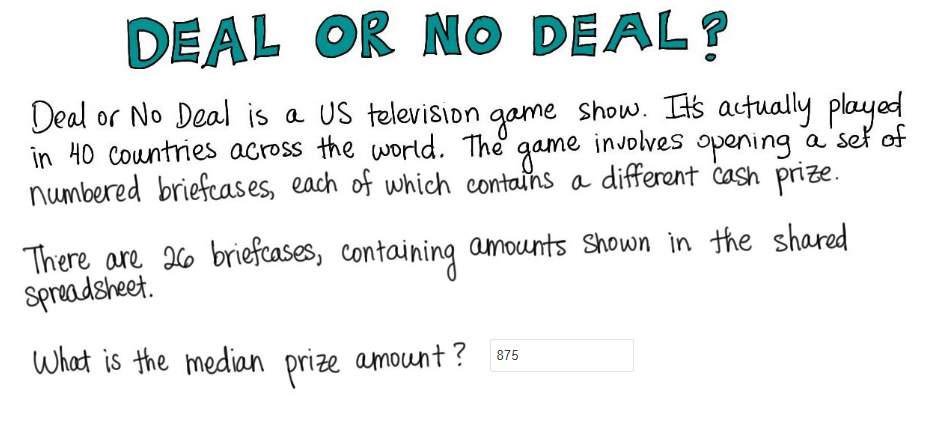 DEAL OR NO DEAL?
Deal or No Deal is a US television game show. It's actually played
in 40 countries across the world. The game involves opening a set of
numbered briefcases, each of which contains a different cash prize.
There are 26 briefcases, containing amounts shown in the shared
spreadsheet.
What is the median prize amount? 875